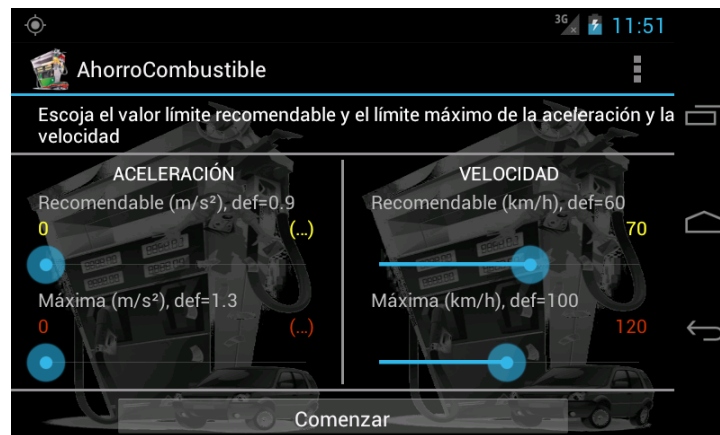 3G 11:51
AhorroCombustible
Escoja el valor límite recomendable y el límite máximo de la aceleración y la
velocidad
ACELERACIÓN
Recomendable (m/s²), def=0.9
0 (...)
Máxima (m/s²), def=1.3
0 (...)
VELOCIDAD
Recomendable (km/h), def=60
70
Máxima (km/h), def=100
120
Comenzar